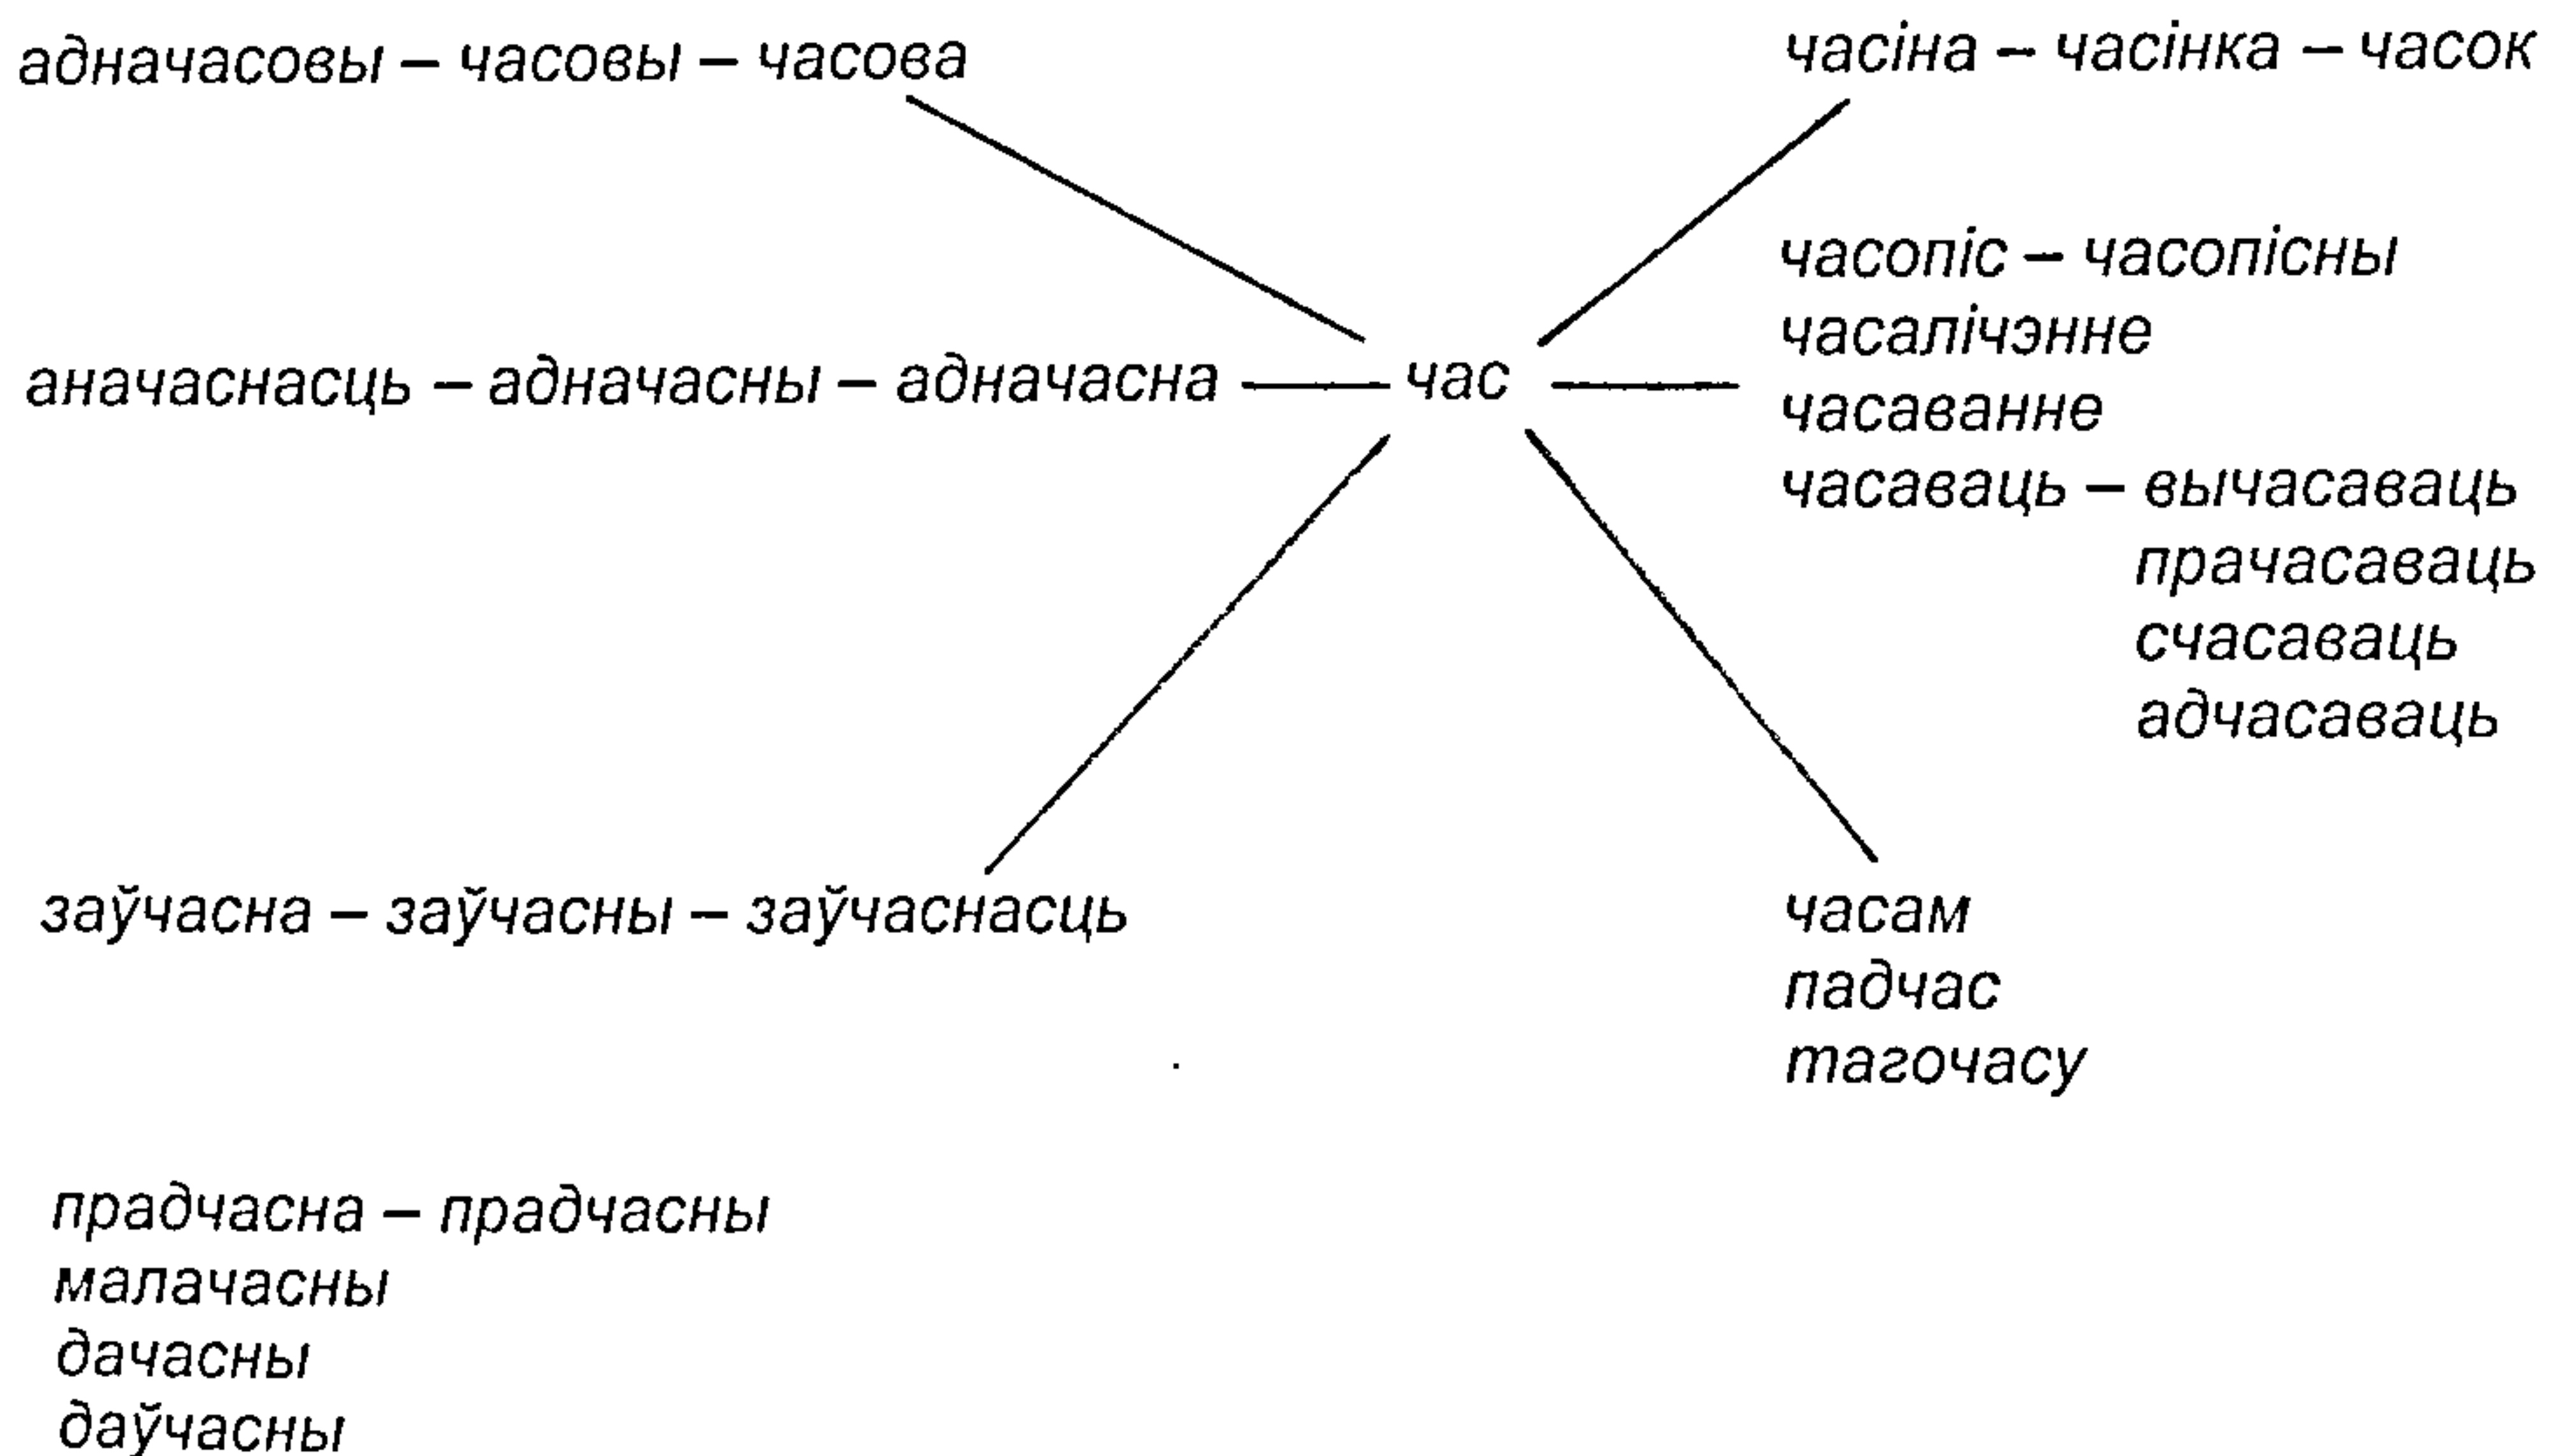 адначасовы – часовы – часова
часіна – часінка – часок
часопіс – часопісны
часалічэнне
аначаснасць – адначасны – адначасна — час —
часаванне
часаваць – вычасаваць
прачасаваць
счасаваць
адчасаваць
заўчасна – заўчасны – заўчаснасць
часам
падчас
тагочасу
прадчасна – прадчасны
малачасны
дачасны
даўчасны